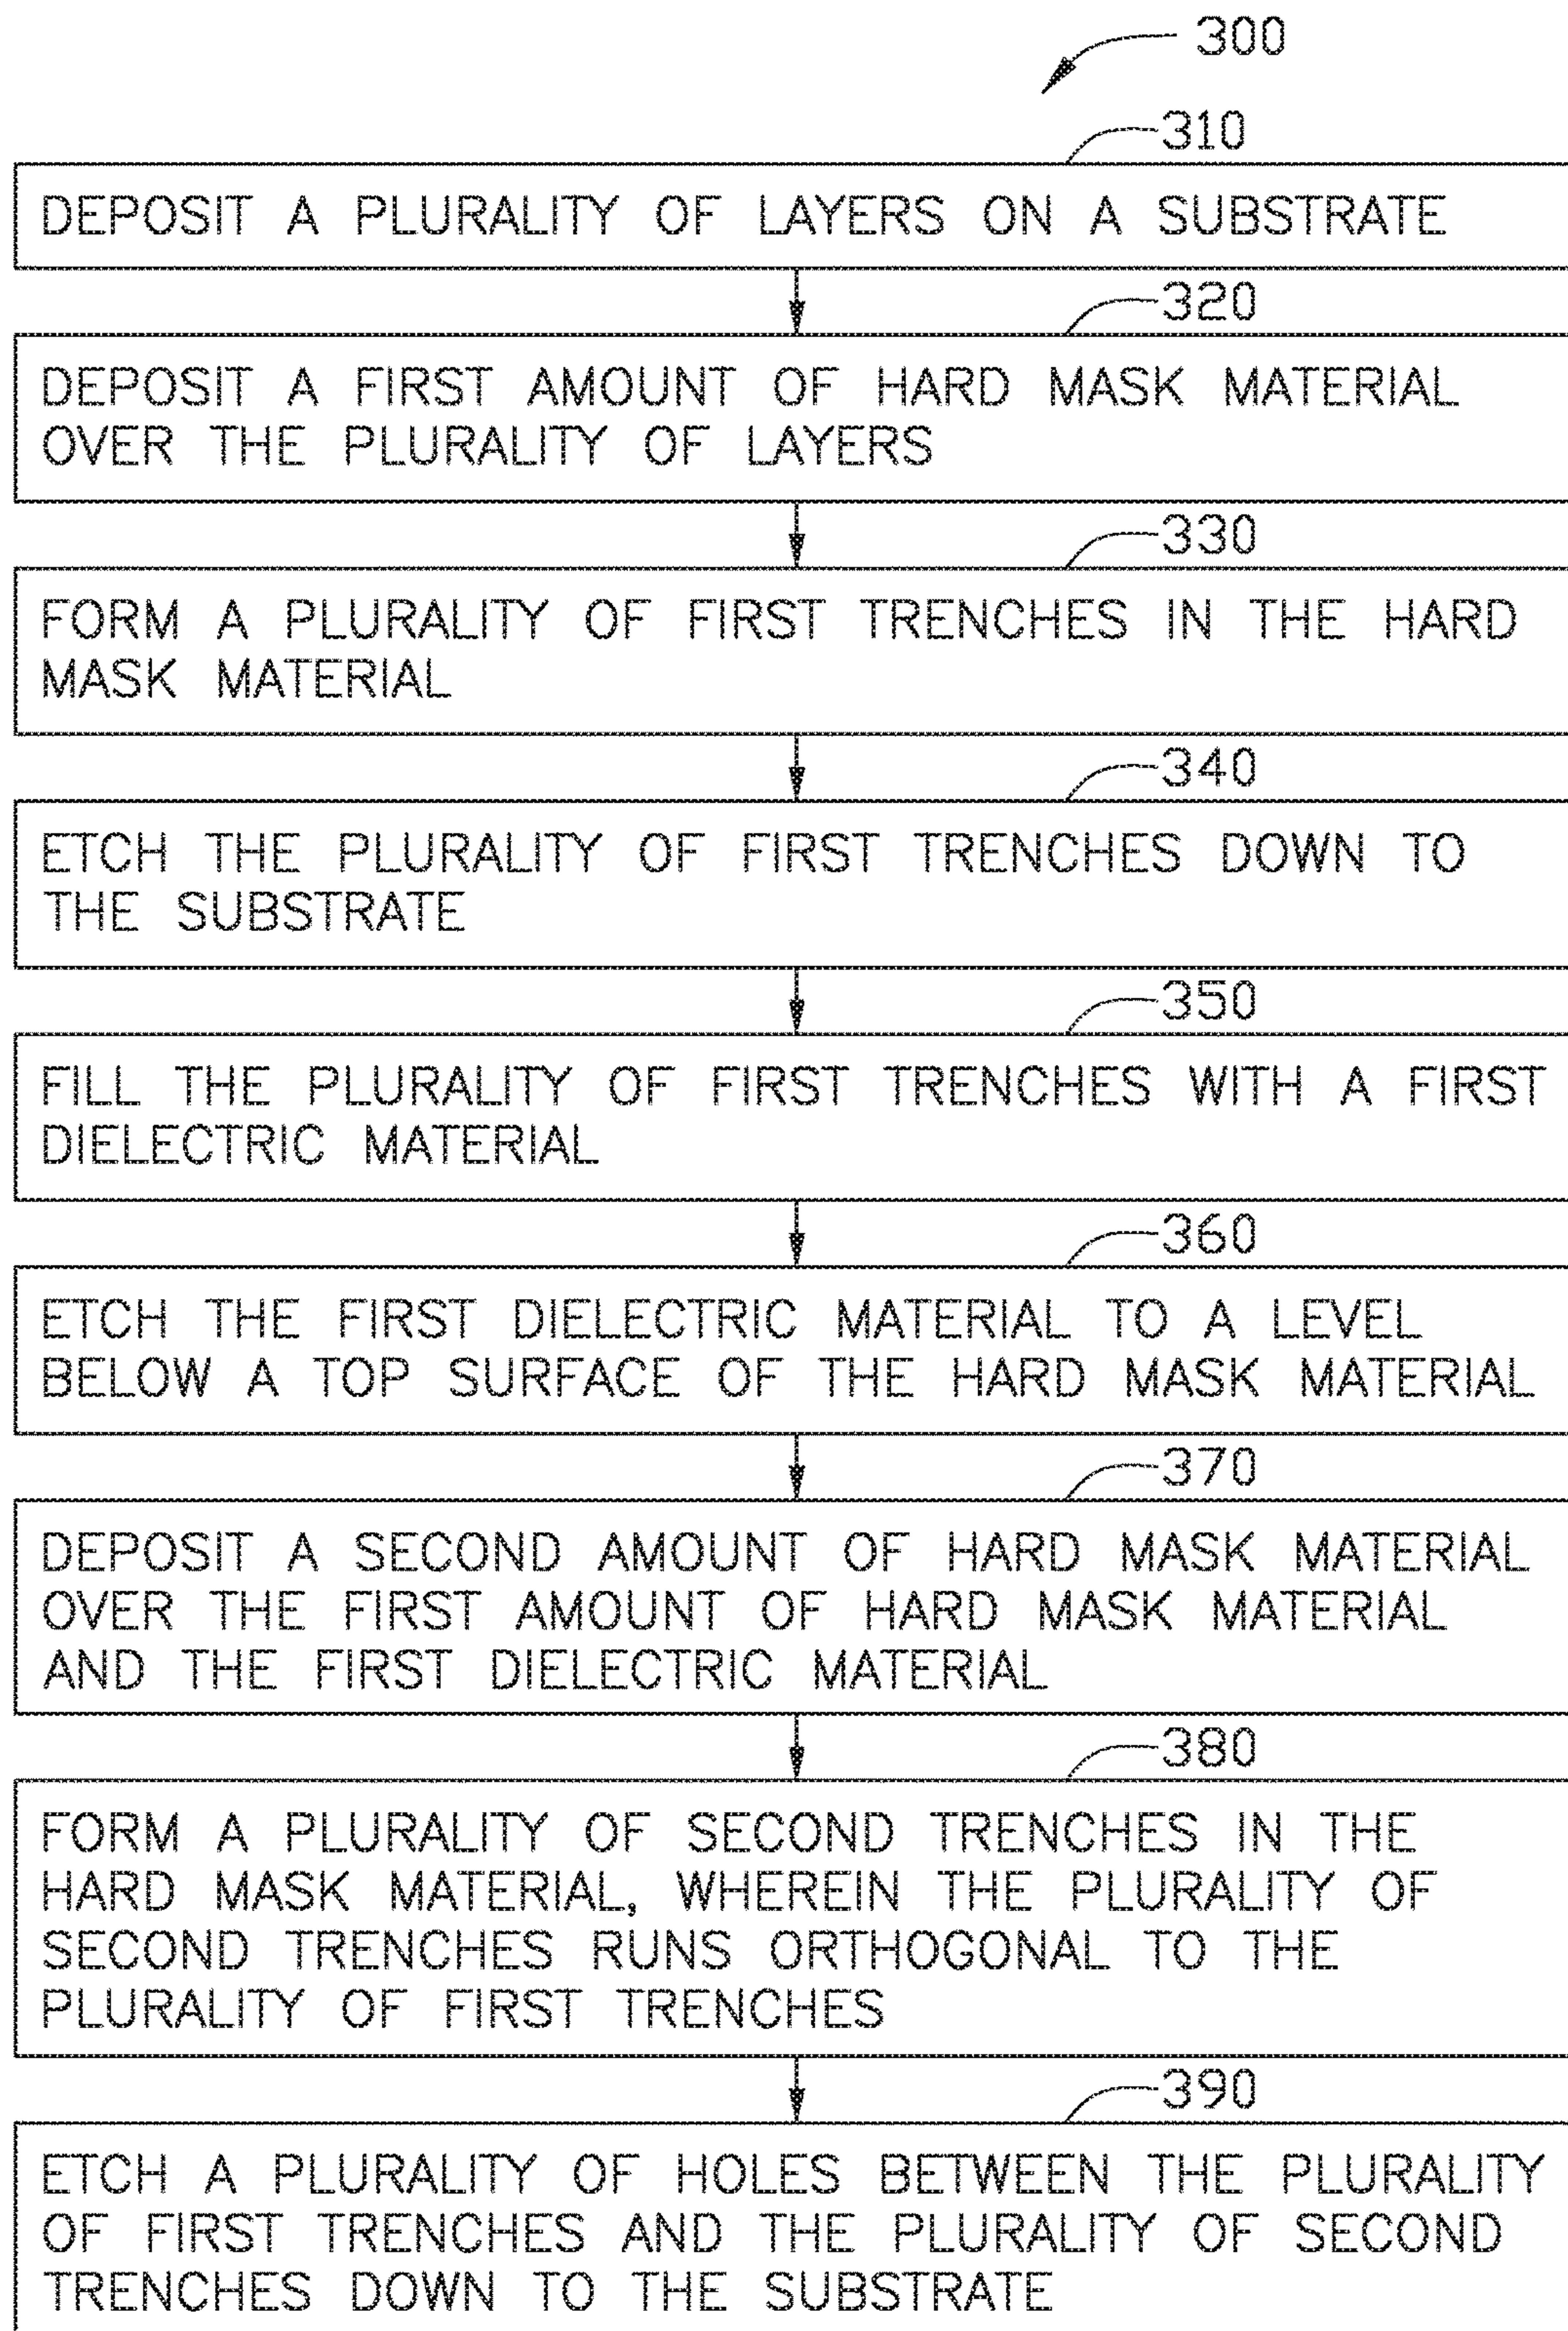 300
310
DEPOSIT A PLURALITY OF LAYERS ON A SUBSTRATE
320
DEPOSIT A FIRST AMOUNT OF HARD MASK MATERIAL
OVER THE PLURALITY OF LAYERS
330
FORM A PLURALITY OF FIRST TRENCHES IN THE HARD
MASK MATERIAL
340
ETCH THE PLURALITY OF FIRST TRENCHES DOWN TO
THE SUBSTRATE
350
FILL THE PLURALITY OF FIRST TRENCHES WITH A FIRST
DIELECTRIC MATERIAL
360
ETCH THE FIRST DIELECTRIC MATERIAL TO A LEVEL
BELOW A TOP SURFACE OF THE HARD MASK MATERIAL
370
DEPOSIT A SECOND AMOUNT OF HARD MASK MATERIAL
OVER THE FIRST AMOUNT OF HARD MASK MATERIAL
AND THE FIRST DIELECTRIC MATERIAL
380
FORM A PLURALITY OF SECOND TRENCHES IN THE
HARD MASK MATERIAL, WHEREIN THE PLURALITY OF
SECOND TRENCHES RUNS ORTHOGONAL TO THE
PLURALITY OF FIRST TRENCHES
390
ETCH A PLURALITY OF HOLES BETWEEN THE PLURALITY
OF FIRST TRENCHES AND THE PLURALITY OF SECOND
TRENCHES DOWN TO THE SUBSTRATE